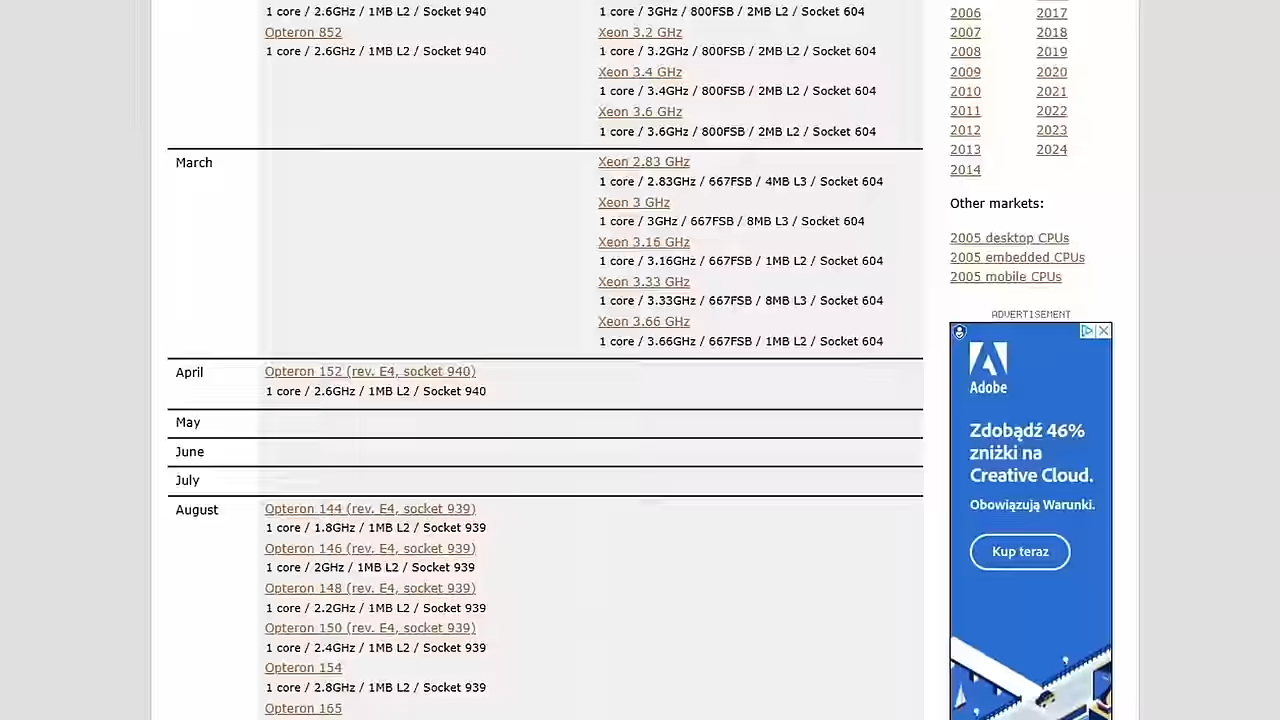 1 core / 2.6GHz / 1MB L2 / Socket 940
Opteron 852
1 core / 2.6GHz / 1MB L2 / Socket 940
1 core / 3GHz / 800FSB / 2MB L2 / Socket 604
Xeon 3.2 GHz
1 core / 3.2GHz / 800FSB / 2MB L2 / Socket 604
Xeon 3.4 GHz
1 core / 3.4GHz / 800FSB / 2MB L2 / Socket 604
Xeon 3.6 GHz
1 core / 3.6GHz / 800FSB / 2MB L2 / Socket 604
March
Xeon 2.83 GHz
1 core / 2.83GHz / 667FSB / 4MB L3 / Socket 604
Xeon 3 GHz
1 core / 3GHz / 667FSB / 8MB L3 / Socket 604
Xeon 3.16 GHz
1 core / 3.16GHz / 667FSB / 1MB L2 / Socket 604
Xeon 3.33 GHz
1 core / 3.33GHz / 667FSB / 8MB L3 / Socket 604
Xeon 3.66 GHz
1 core / 3.66GHz / 667FSB / 1MB L2 / Socket 604
April
Opteron 152 (rev. E4, socket 940)
1 core / 2.6GHz / 1MB L2 / Socket 940
May
June
July
August
Opteron 144 (rev. E4, socket 939)
1 core / 1.8GHz / 1MB L2 / Socket 939
Opteron 146 (rev. E4, socket 939)
1 core / 2GHz / 1MB L2 / Socket 939
Opteron 148 (rev. E4, socket 939)
1 core / 2.2GHz / 1MB L2 / Socket 939
Opteron 150 (rev. E4, socket 939)
1 core / 2.4GHz / 1MB L2 / Socket 939
Opteron 154
1 core / 2.8GHz / 1MB L2 / Socket 939
Opteron 165
2006 2017
2007 2018
2008 2019
2009 2020
2010 2021
2011 2022
2012 2023
2013 2024
2014
Other markets:
2005 desktop CPUs
2005 embedded CPUs
2005 mobile CPUs
ADVERTISEMENT
Adobe
Zdobądź 46%
zniżki na
Creative Cloud.
Obowiązują Warunki.
Kup teraz